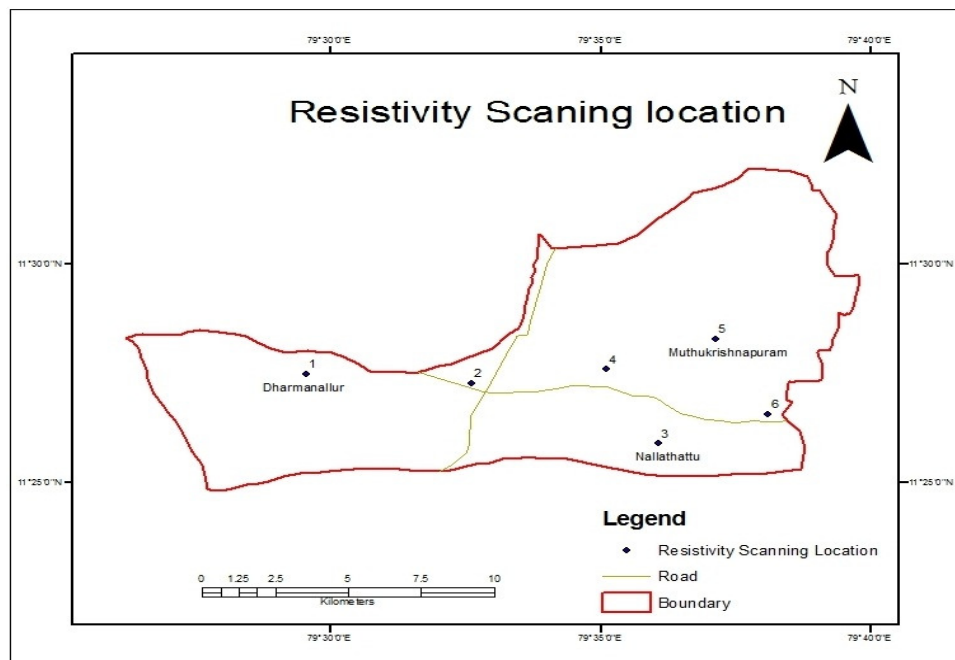 79°30'0"E 79°35'0"E 79°40'0"E
N
Resistivity Scaning location
11°30'0"N 11°30'0"N
5
Muthukrishnapuram
4
1
Dharmanallur
2
6
3
Nallathattu
11°25'0"N 11°25'0"N
Legend
Resistivity Scanning Location
Road
Boundary
0 1.25 2.5 5 7.5 10
Kilometers
79°30'0"E 79°35'0"E 79°40'0"E